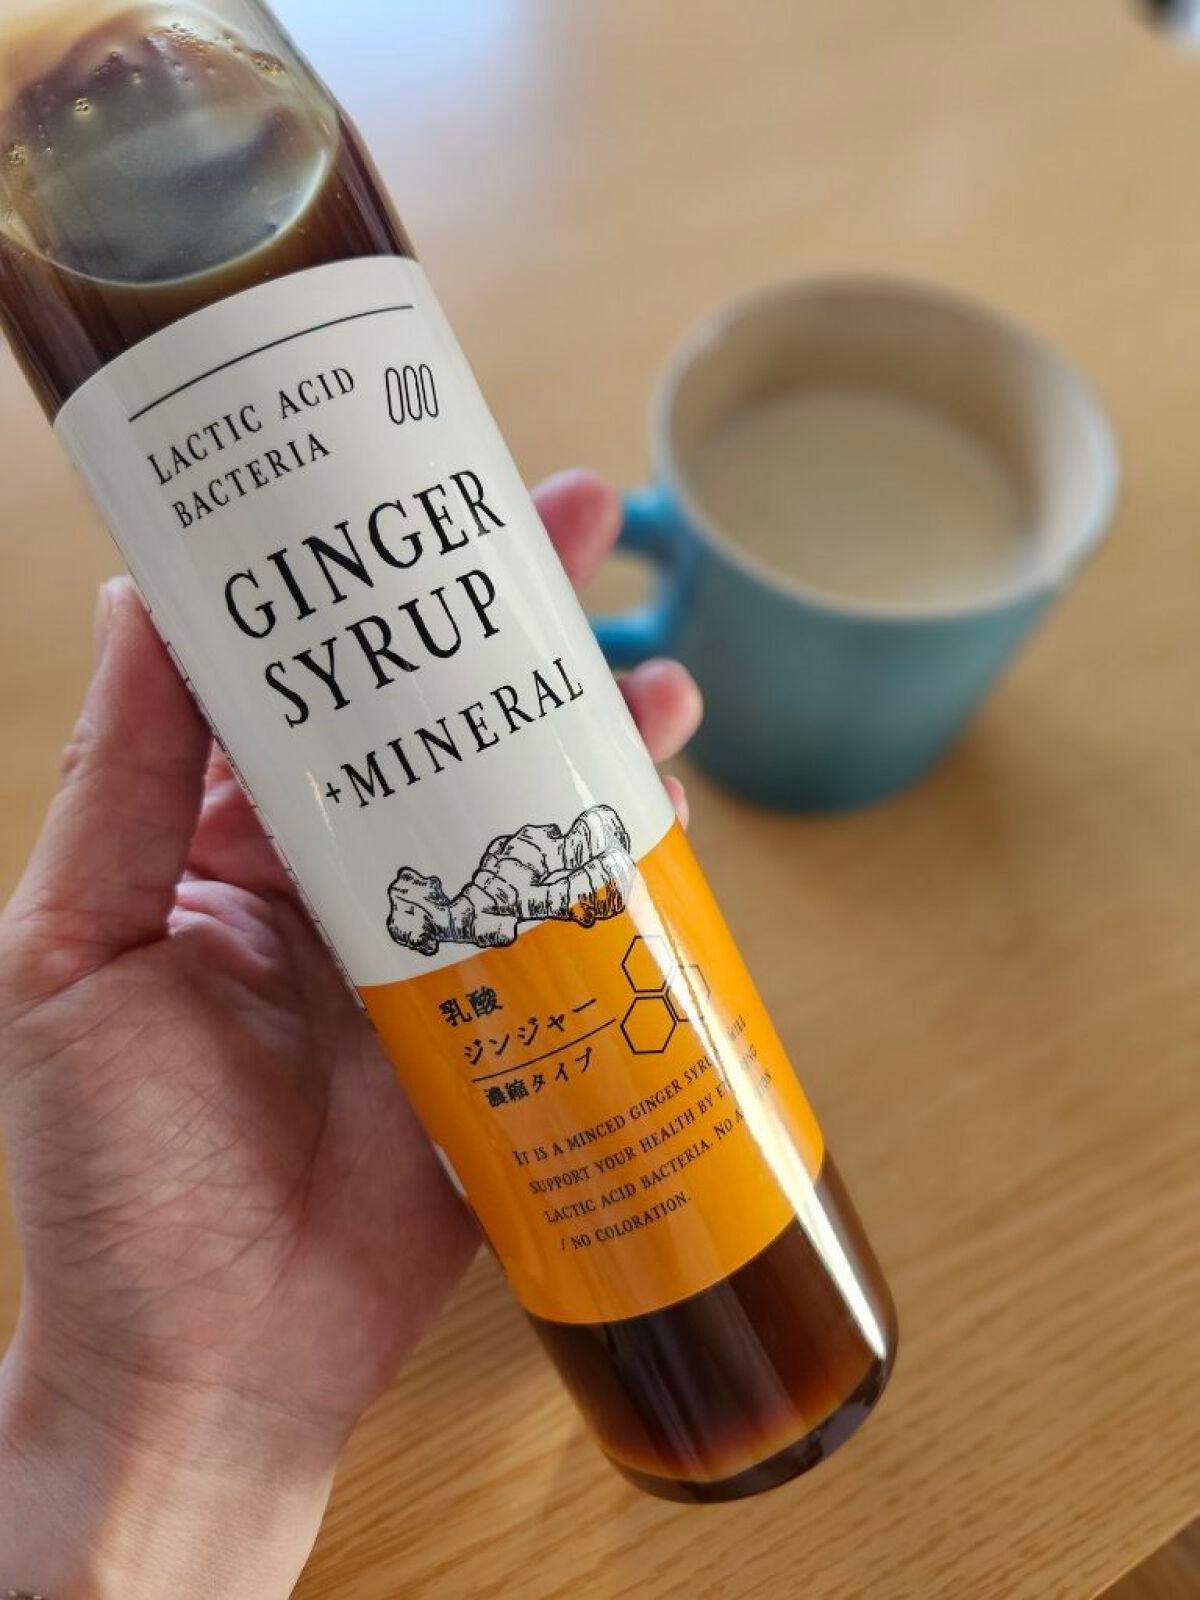 LACTIC ACID
BACTERIA
GINGER
SYRUP
+MINERAL
乳酸
ジンジャー
濃縮タイプ
IT IS A MINCED GINGER SYRUP WILL
SUPPORT YOUR HEALTH BY
LACTIC ACID BACTERIA. NO
/ NO COLORATION.